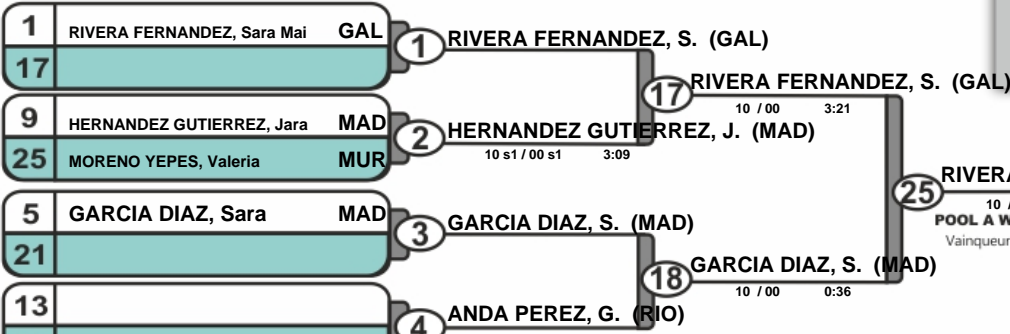 1 RIVERA FERNANDEZ, Sara Mai GAL
17
1 RIVERA FERNANDEZ, S. (GAL)
9 HERNANDEZ GUTIERREZ, Jara MAD
25 MORENO YEPES, Valeria MUR
2 HERNANDEZ GUTIERREZ, J. (MAD)
10 s1 / 00 s1 3:09
17 RIVERA FERNANDEZ, S. (GAL)
10 / 00 3:21
5 GARCIA DIAZ, Sara MAD
21
3 GARCIA DIAZ, S. (MAD)
13
4 ANDA PEREZ, G. (RIO)
18 GARCIA DIAZ, S. (MAD)
10 / 00 0:36
25 RIVERA
10 /
POOL A W
Vainqueur